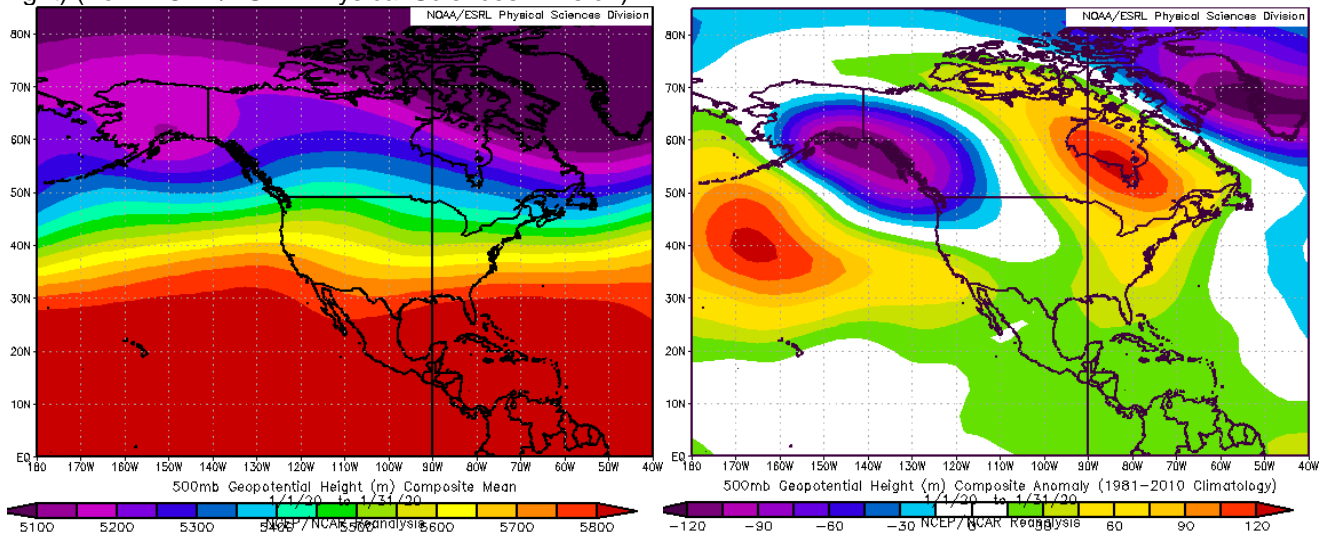 NOAA/ESRL Physical Sciences Division
80N
70N
60N
50N
40N
30N
20N
10N
EQ
180 170W 160W 150W 140W 130W 120W 110W 100W 90W 80W 70W 60W 50W 40W
500mb Geopotential Height (m) Composite Mean
1/1/20 to 1/31/20
NCEP/NCAR Reanalysis
5100 5200 5300 5400 5500 5600 5700 5800
NOAA/ESRL Physical Sciences Division
80N
70N
60N
50N
40N
30N
20N
10N
EQ
180 170W 160W 150W 140W 130W 120W 110W 100W 90W 80W 70W 60W 50W 40W
500mb Geopotential Height (m) Composite Anomaly (1981-2010 Climatology)
1/1/20 to 1/31/20
NCEP/NCAR Reanalysis
-120 -90 -60 -30 0 30 60 90 120